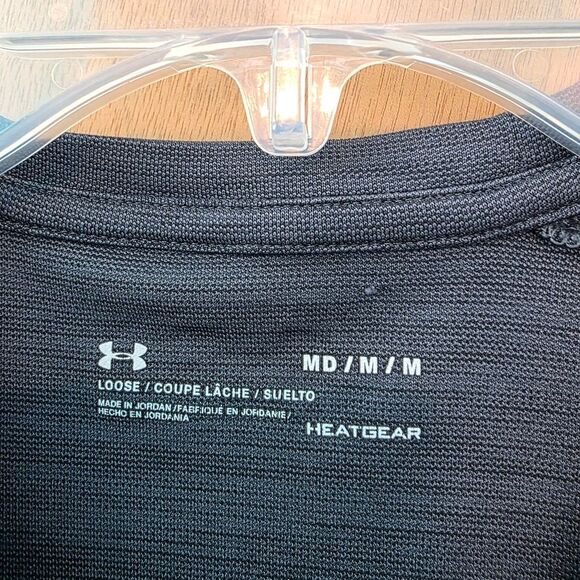 MD / M / M
LOOSE / COUPE LÂCHE / SUELTO
MADE IN JORDAN / FABRIQUÉ EN JORDANIE /
HECHO EN JORDANIA
HEATGEAR